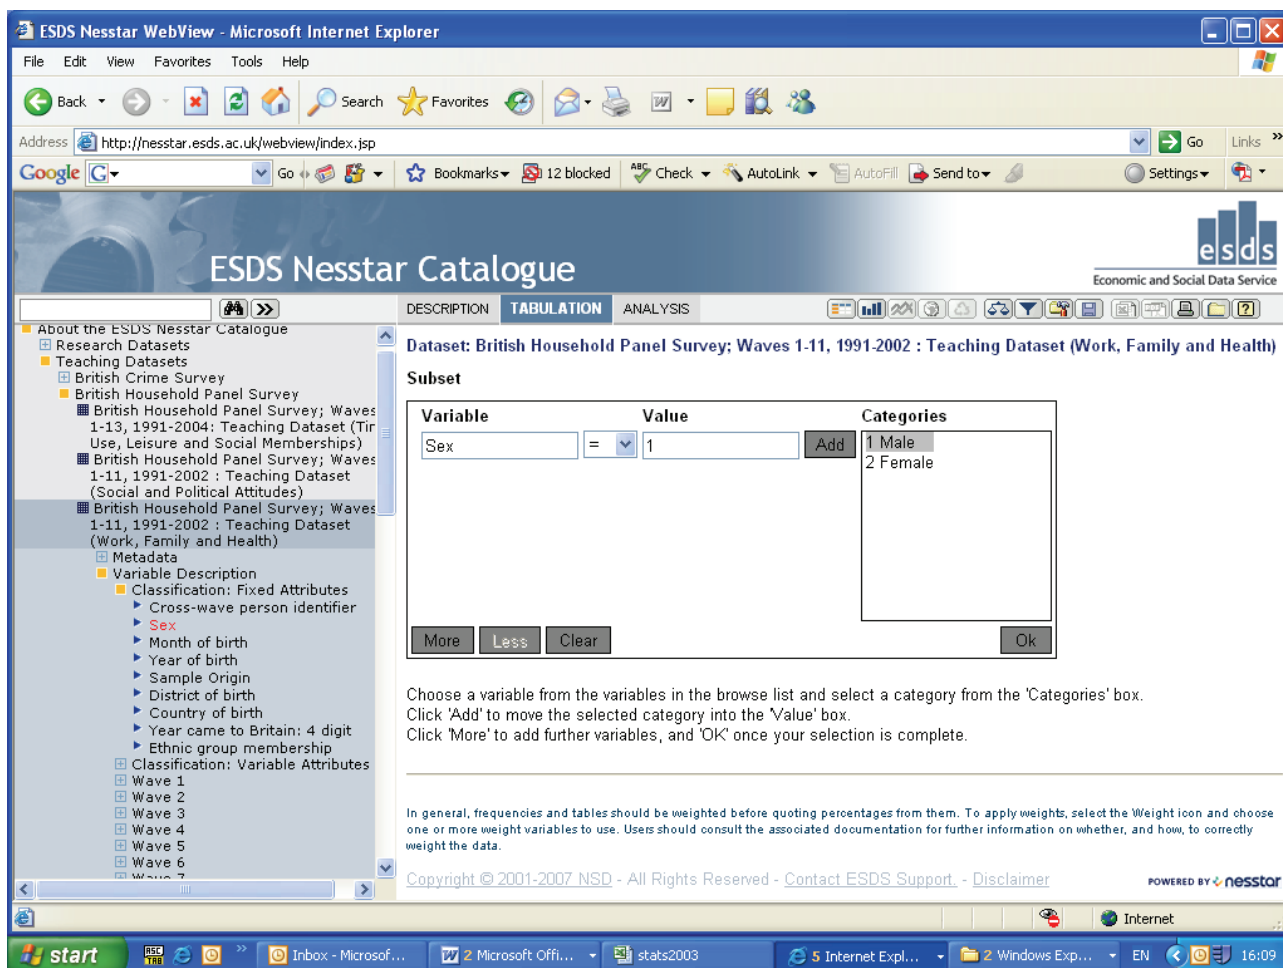 ESDS Nesstar WebView - Microsoft Internet Explorer
File Edit View Favorites Tools Help
Back Search Favorites
Address http://nesstar.esds.ac.uk/webview/index.jsp Go Links »
Google G Go Bookmarks 12 blocked ABC Check AutoLink AutoFill Send to Settings
ESDS Nesstar Catalogue
esds
Economic and Social Data Service
DESCRIPTION TABULATION ANALYSIS
About the ESDS Nesstar Catalogue
Research Datasets
Teaching Datasets
British Crime Survey
British Household Panel Survey
British Household Panel Survey; Waves
1-13, 1991-2004: Teaching Dataset (Tir
Use, Leisure and Social Memberships)
British Household Panel Survey; Waves
1-11, 1991-2002 : Teaching Dataset
(Social and Political Attitudes)
British Household Panel Survey; Waves
1-11, 1991-2002 : Teaching Dataset
(Work, Family and Health)
Metadata
Variable Description
Classification: Fixed Attributes
Cross-wave person identifier
Sex
Month of birth
Year of birth
Sample Origin
District of birth
Country of birth
Year came to Britain: 4 digit
Ethnic group membership
Classification: Variable Attributes
Wave 1
Wave 2
Wave 3
Wave 4
Wave 5
Wave 6
Wave 7
Dataset: British Household Panel Survey; Waves 1-11, 1991-2002 : Teaching Dataset (Work, Family and Health)
Subset
Variable Value Categories
Sex = 1 Add
1 Male
2 Female
More Less Clear Ok
Choose a variable from the variables in the browse list and select a category from the 'Categories' box.
Click 'Add' to move the selected category into the 'Value' box.
Click 'More' to add further variables, and 'OK' once your selection is complete.
In general, frequencies and tables should be weighted before quoting percentages from them. To apply weights, select the Weight icon and choose
one or more weight variables to use. Users should consult the associated documentation for further information on whether, and how, to correctly
weight the data.
Copyright © 2001-2007 NSD - All Rights Reserved - Contact ESDS Support. - Disclaimer
POWERED BY nesstar
Internet
start » Inbox - Microsof... 2 Microsoft Offi... stats2003 5 Internet Expl... 2 Windows Exp... EN 16:09